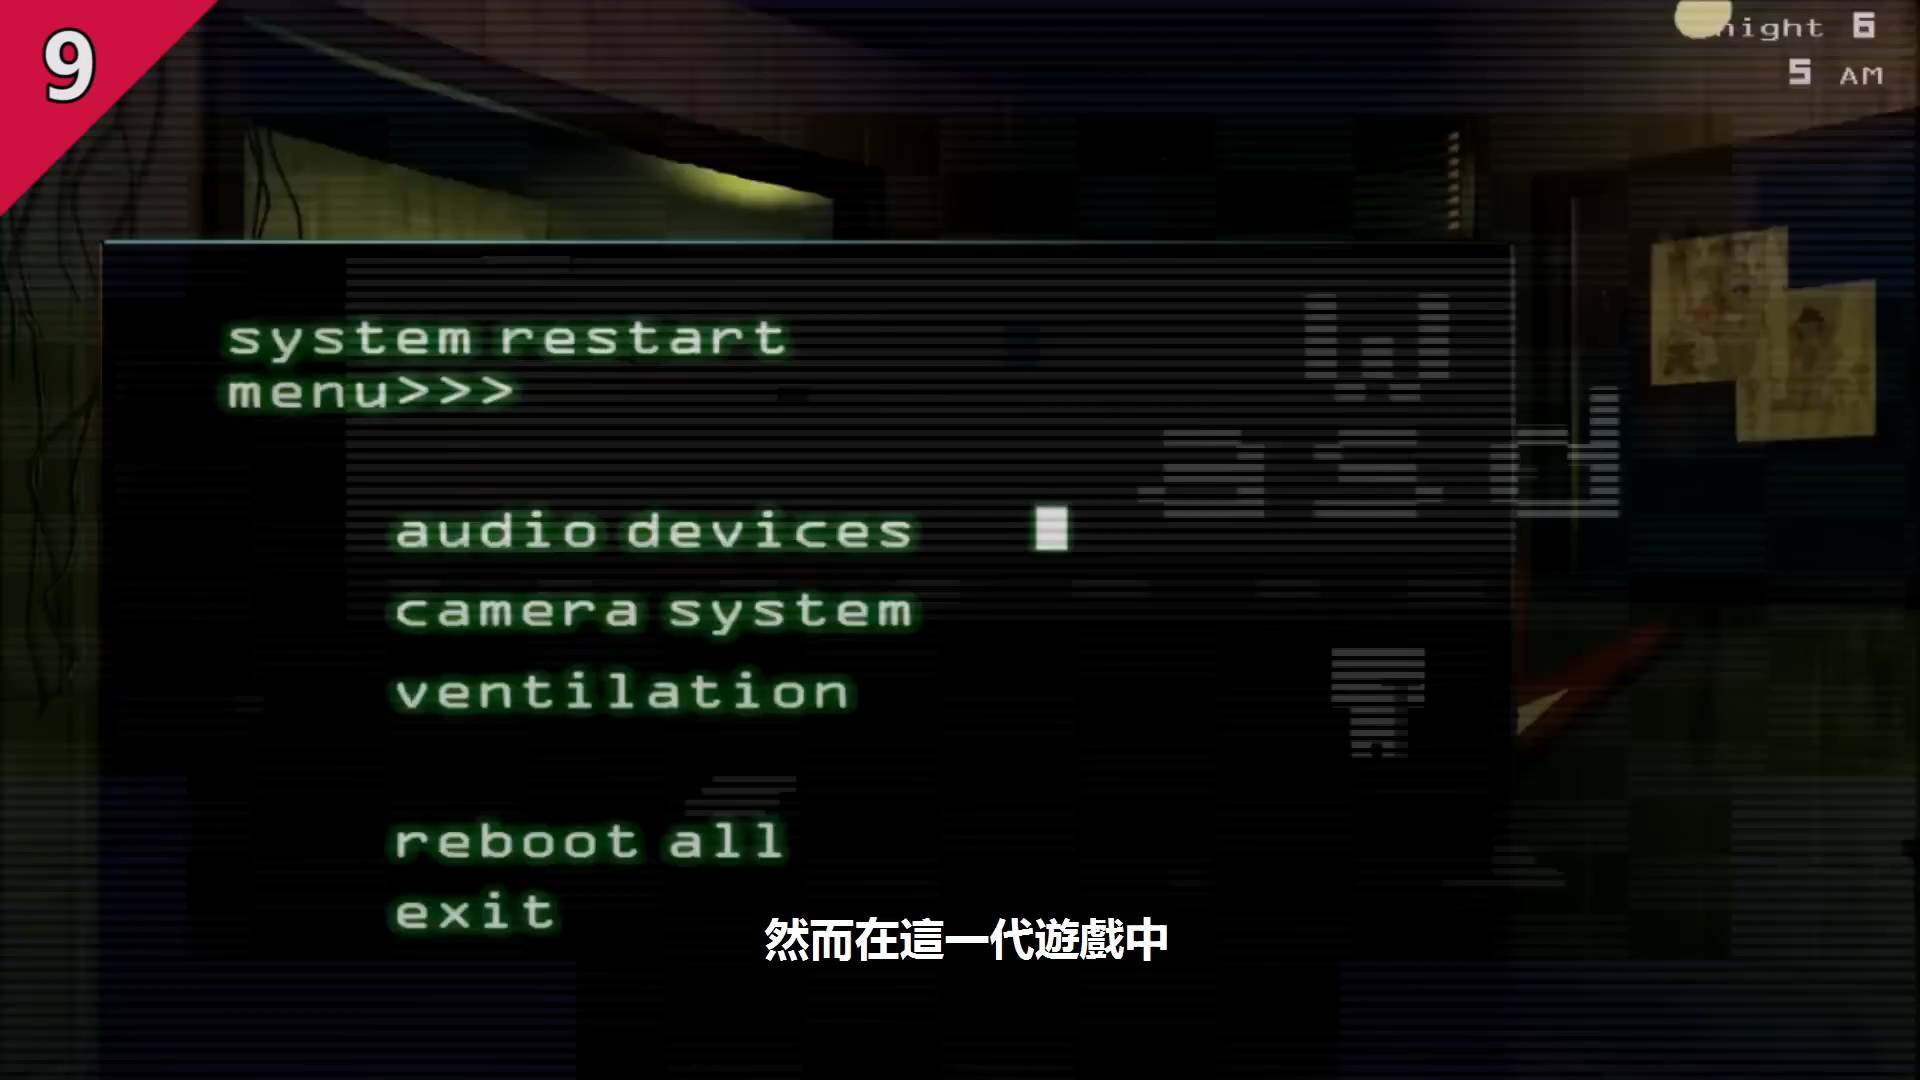 9
night 6
5 AM
system restart
menu>>>
W
a s d
audio devices
camera system
ventilation
reboot all
exit
然而在這一代遊戲中